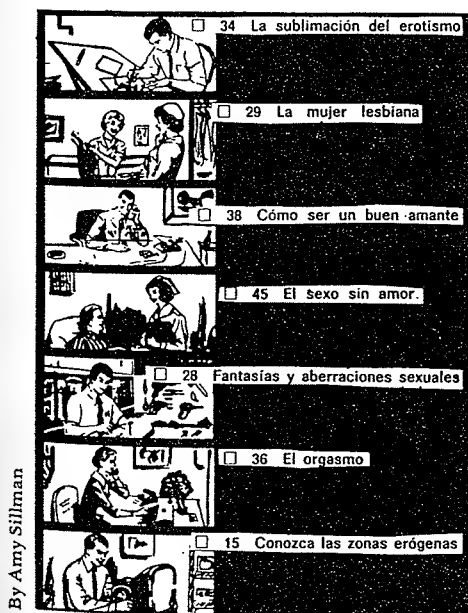 ☐ 34 La sublimación del erotismo
☐ 29 La mujer lesbiana
☐ 38 Cómo ser un buen amante
☐ 45 El sexo sin amor.
☐ 28 Fantasías y aberraciones sexuales
☐ 36 El orgasmo
☐ 15 Conozca las zonas erógenas
By Amy Sillman